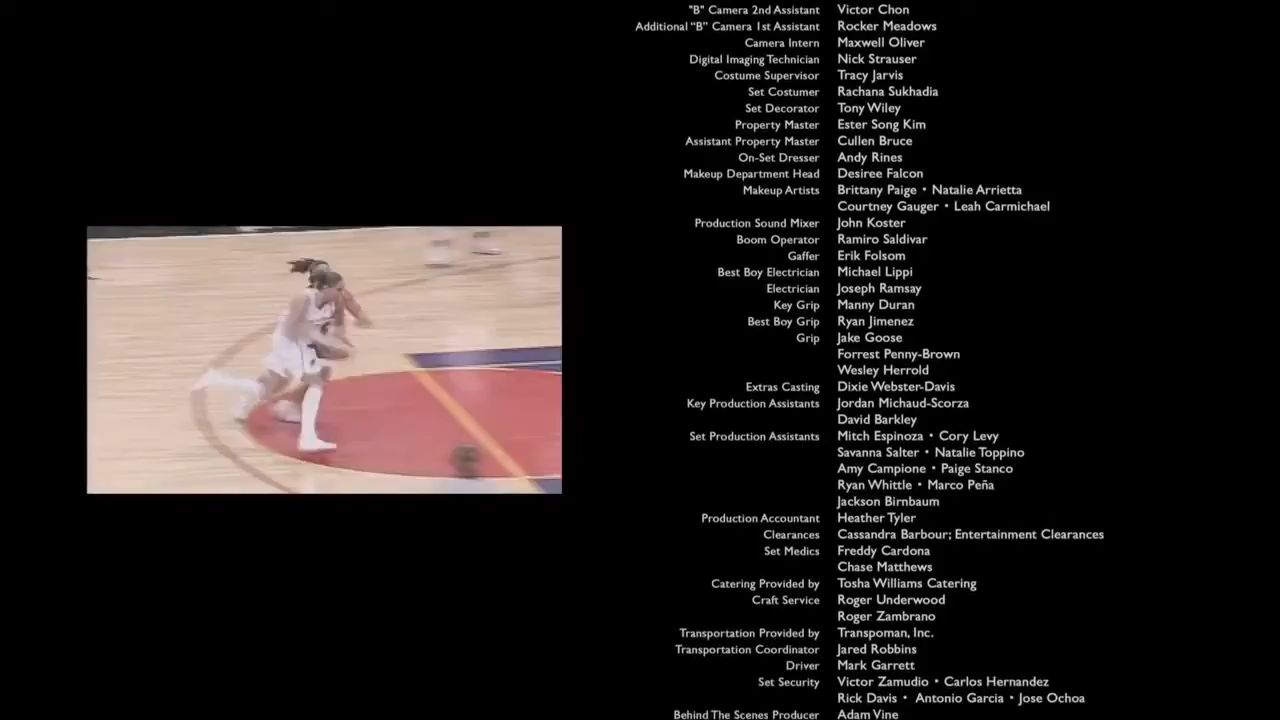 "B" Camera 2nd Assistant Victor Chon
Additional “B” Camera 1st Assistant Rocker Meadows
Camera Intern Maxwell Oliver
Digital Imaging Technician Nick Strauser
Costume Supervisor Tracy Jarvis
Set Costumer Rachana Sukhadia
Set Decorator Tony Wiley
Property Master Ester Song Kim
Assistant Property Master Cullen Bruce
On-Set Dresser Andy Rines
Makeup Department Head Desiree Falcon
Makeup Artists Brittany Paige • Natalie Arrietta
Courtney Gauger • Leah Carmichael
Production Sound Mixer John Koster
Boom Operator Ramiro Saldivar
Gaffer Erik Folsom
Best Boy Electrician Michael Lippi
Electrician Joseph Ramsay
Key Grip Manny Duran
Best Boy Grip Ryan Jimenez
Grip Jake Goose
Forrest Penny-Brown
Wesley Herrold
Extras Casting Dixie Webster-Davis
Key Production Assistants Jordan Michaud-Scorza
David Barkley
Set Production Assistants Mitch Espinoza • Cory Levy
Savanna Salter • Natalie Toppino
Amy Campione • Paige Stanco
Ryan Whittle • Marco Peña
Jackson Birnbaum
Production Accountant Heather Tyler
Clearances Cassandra Barbour; Entertainment Clearances
Set Medics Freddy Cardona
Chase Matthews
Catering Provided by Tosha Williams Catering
Craft Service Roger Underwood
Roger Zambrano
Transportation Provided by Transpoman, Inc.
Transportation Coordinator Jared Robbins
Driver Mark Garrett
Set Security Victor Zamudio • Carlos Hernandez
Rick Davis • Antonio Garcia • Jose Ochoa
Behind The Scenes Producer Adam Vine